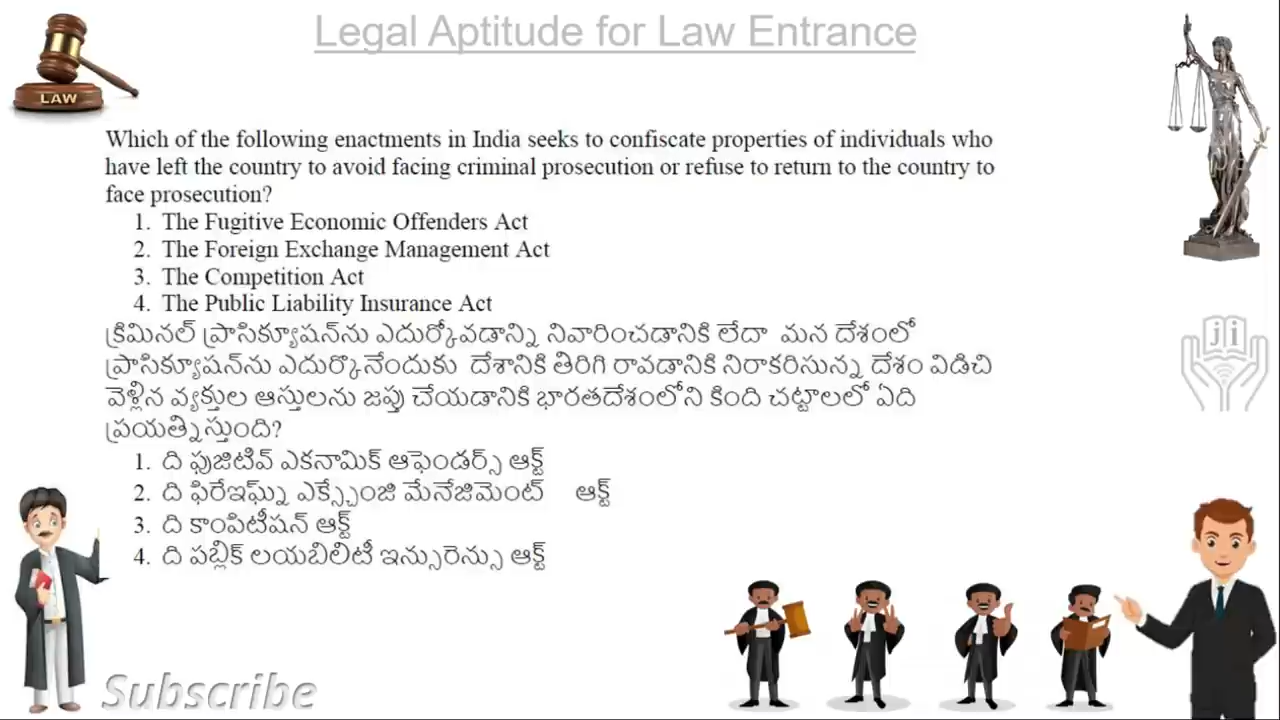 Legal Aptitude for Law Entrance
LAW
Which of the following enactments in India seeks to confiscate properties of individuals who
have left the country to avoid facing criminal prosecution or refuse to return to the country to
face prosecution?
1. The Fugitive Economic Offenders Act
2. The Foreign Exchange Management Act
3. The Competition Act
4. The Public Liability Insurance Act
క్రిమినల్ ప్రాసిక్యూషన్‌ను ఎదుర్కోవడాన్ని నివారించడానికి లేదా మన దేశంలో
ప్రాసిక్యూషన్‌ను ఎదుర్కొనేందుకు దేశానికి తిరిగి రావడానికి నిరాకరిసున్న దేశం విడిచి
వెళ్లిన వ్యక్తుల ఆస్తులను జప్తు చేయడానికి భారతదేశంలోని కింది చట్టాలలో ఏది
ప్రయత్నిస్తుంది?
1. ది ఫుజిటివ్ ఎకనామిక్ ఆఫెండర్స్ ఆక్ట్
2. ది ఎక్స్చేంజి మేనేజిమెంట్ ఆక్ట్
3. ది కాంపిటీషన్ ఆక్ట్
4. ది పబ్లిక్ లయబిలిటీ ఇన్సురెన్సు ఆక్ట్
ji
Subscribe